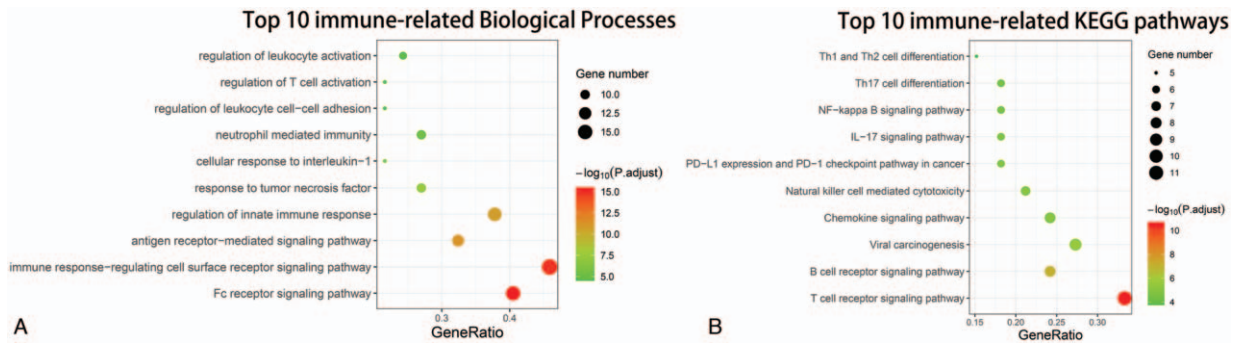 Top 10 immune-related Biological Processes
regulation of leukocyte activation
regulation of T cell activation
regulation of leukocyte cell-cell adhesion
neutrophil mediated immunity
cellular response to interleukin-1
response to tumor necrosis factor
regulation of innate immune response
antigen receptor-mediated signaling pathway
immune response-regulating cell surface receptor signaling pathway
Fc receptor signaling pathway
0.3 0.4
GeneRatio
Gene number
10.0
12.5
15.0
-log10(P.adjust)
15.0
12.5
10.0
7.5
5.0
A
Top 10 immune-related KEGG pathways
Th1 and Th2 cell differentiation
Th17 cell differentiation
NF-kappa B signaling pathway
IL-17 signaling pathway
PD-L1 expression and PD-1 checkpoint pathway in cancer
Natural killer cell mediated cytotoxicity
Chemokine signaling pathway
Viral carcinogenesis
B cell receptor signaling pathway
T cell receptor signaling pathway
0.15 0.20 0.25 0.30
GeneRatio
Gene number
5
6
7
8
9
10
11
-log10(P.adjust)
10
8
6
4
B